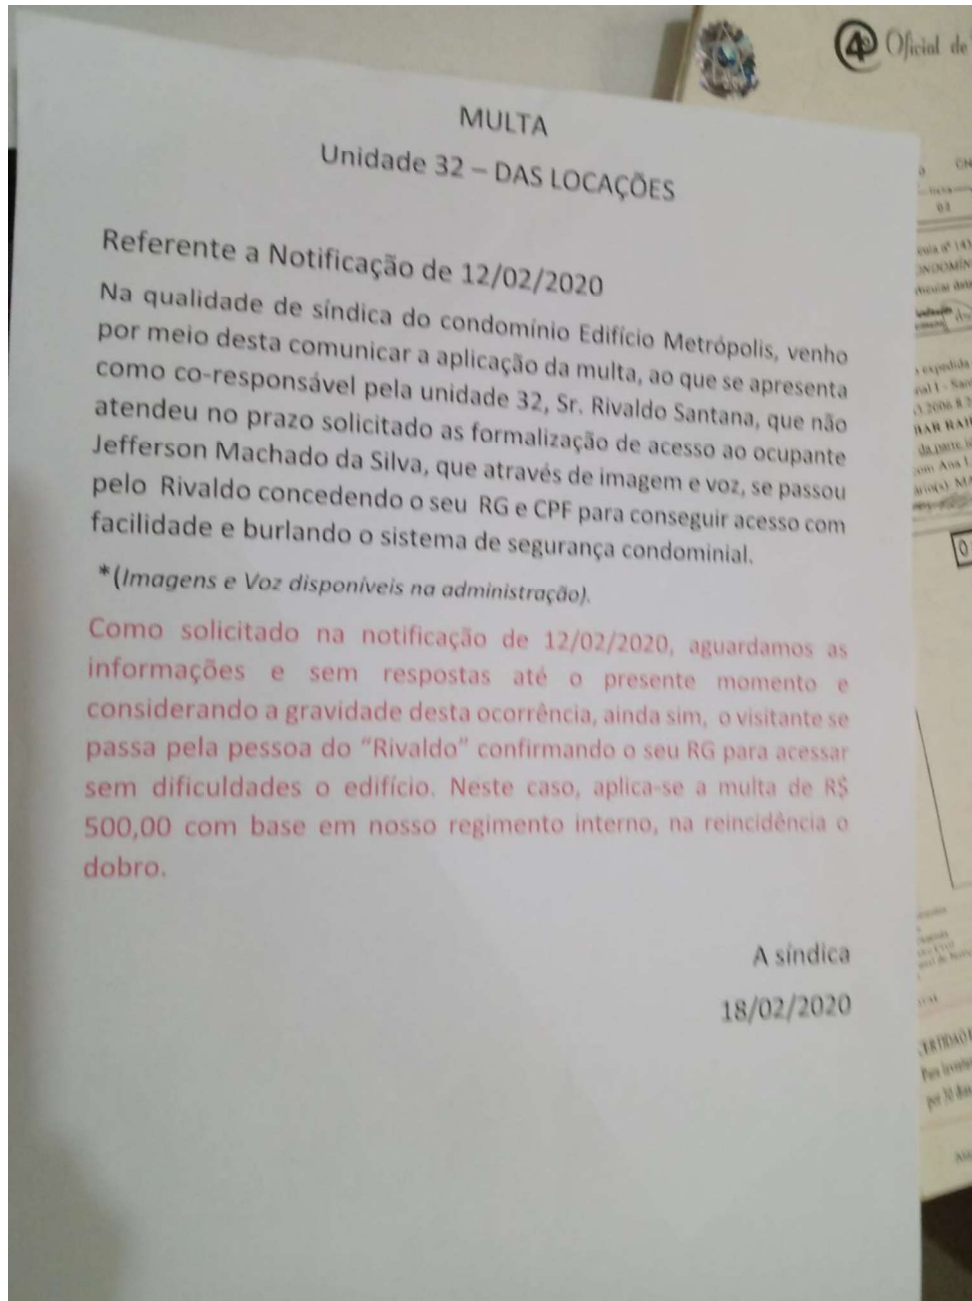 Oficial de
MULTA
Unidade 32 – DAS LOCAÇÕES
Referente a Notificação de 12/02/2020
Na qualidade de síndica do condomínio Edifício Metrópolis, venho
por meio desta comunicar a aplicação da multa, ao que se apresenta
como co-responsável pela unidade 32, Sr. Rivaldo Santana, que não
atendeu no prazo solicitado as formalização de acesso ao ocupante
Jefferson Machado da Silva, que através de imagem e voz, se passou
pelo Rivaldo concedendo o seu RG e CPF para conseguir acesso com
facilidade e burlando o sistema de segurança condominial.
*(Imagens e Voz disponíveis na administração).
Como solicitado na notificação de 12/02/2020, aguardamos as
informações e sem respostas até o presente momento e
considerando a gravidade desta ocorrência, ainda sim, o visitante se
passa pela pessoa do “Rivaldo” confirmando o seu RG para acessar
sem dificuldades o edifício. Neste caso, aplica-se a multa de R$
500,00 com base em nosso regimento interno, na reincidência o
dobro.
A síndica
18/02/2020